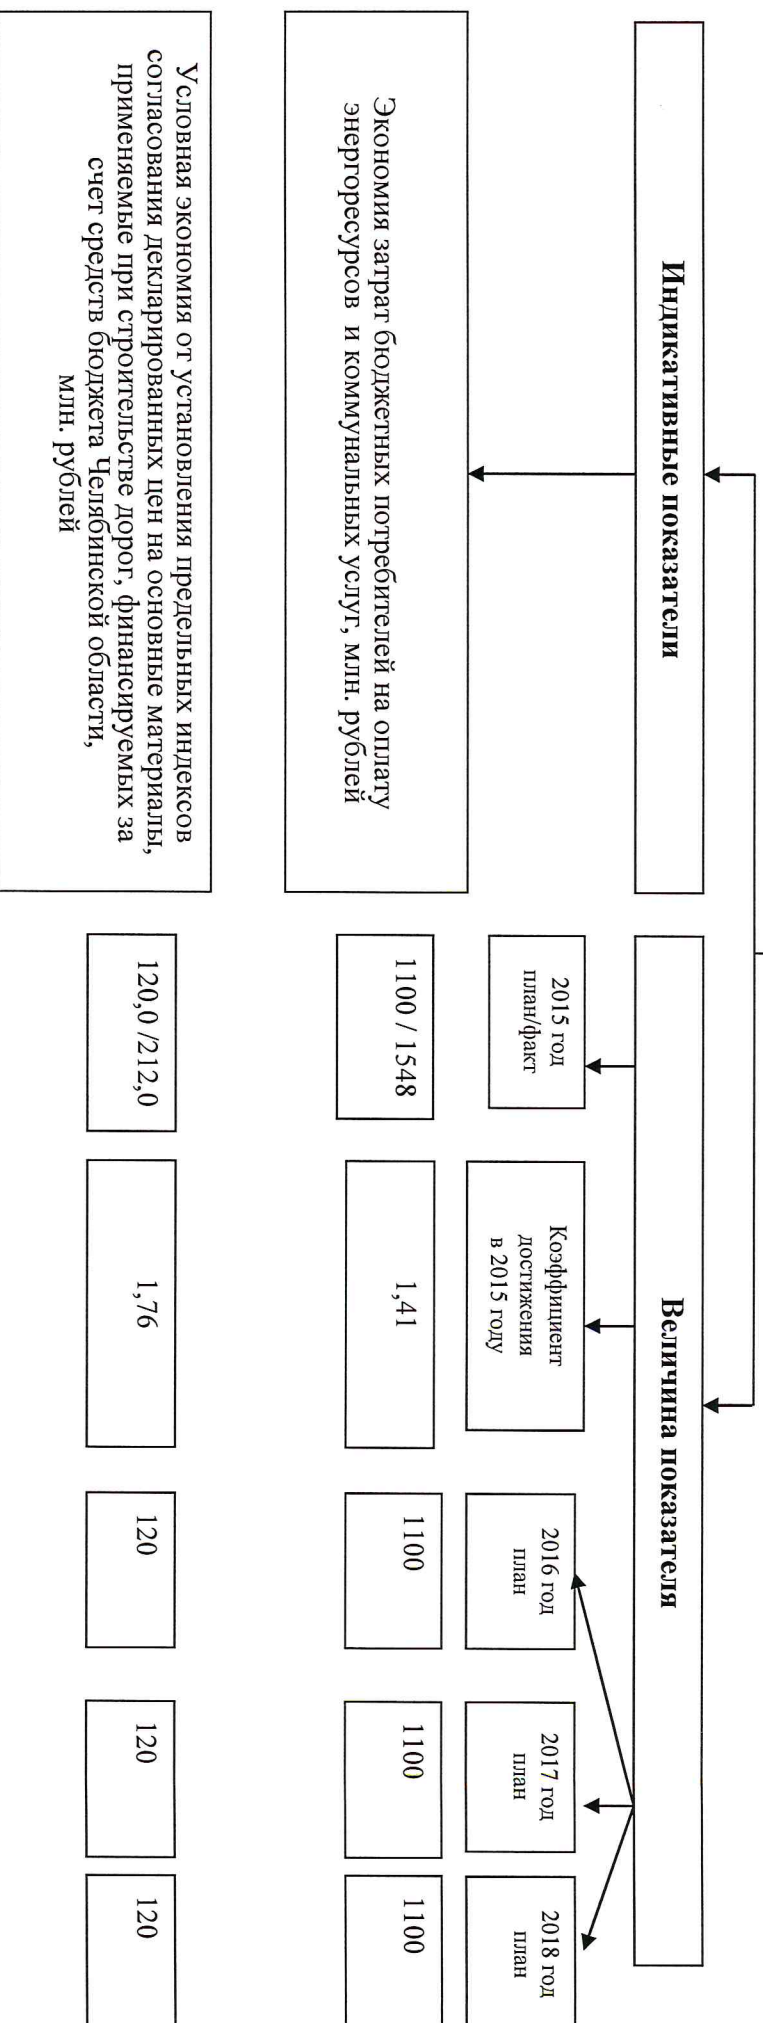 Индикативные показатели
Величина показателя
2015 год
план/факт
Коэффициент
достижения
в 2015 году
2016 год
план
2017 год
план
2018 год
план
Экономия затрат бюджетных потребителей на оплату
энергоресурсов и коммунальных услуг, млн. рублей
1100 / 1548
1,41
1100
1100
1100
Условная экономия от установления предельных индексов
согласования декларированных цен на основные материалы,
применяемые при строительстве дорог, финансируемых за
счет средств бюджета Челябинской области,
млн. рублей
120,0 /212,0
1,76
120
120
120